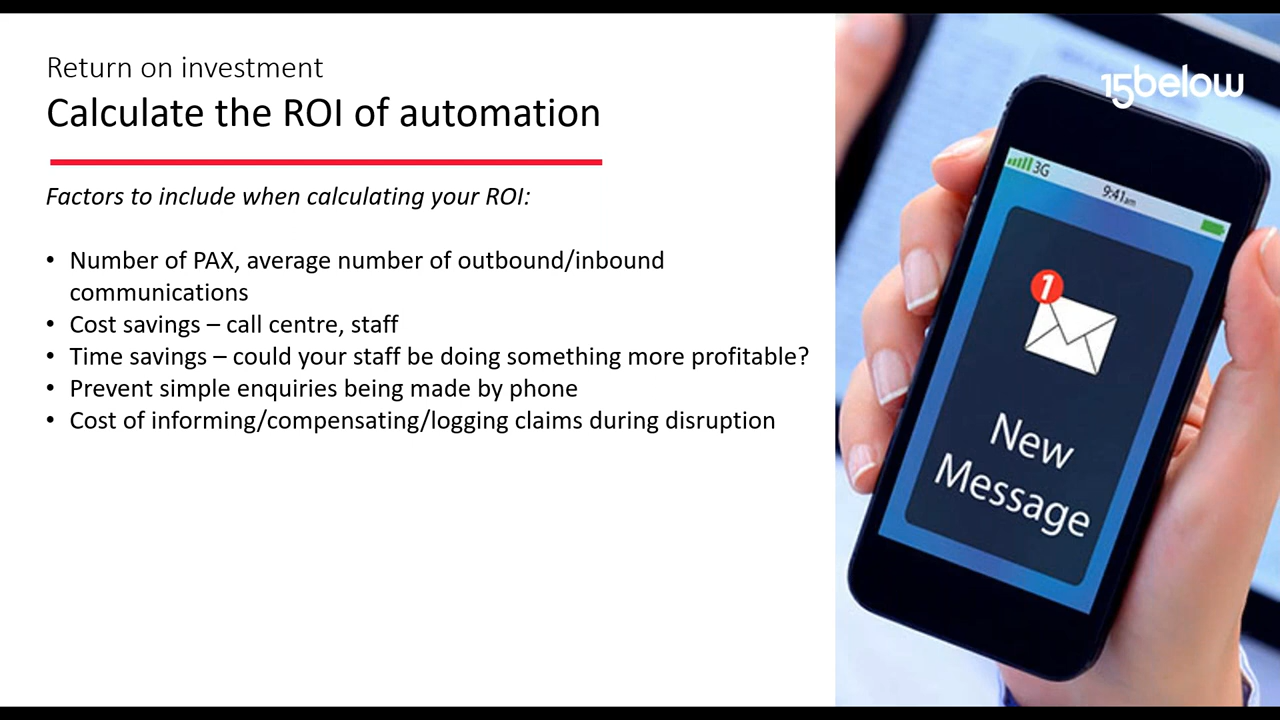 Return on investment
Calculate the ROI of automation
Factors to include when calculating your ROI:
• Number of PAX, average number of outbound/inbound
communications
• Cost savings – call centre, staff
• Time savings – could your staff be doing something more profitable?
• Prevent simple enquiries being made by phone
• Cost of informing/compensating/logging claims during disruption
15below
3G
9:41am
1
New
Message